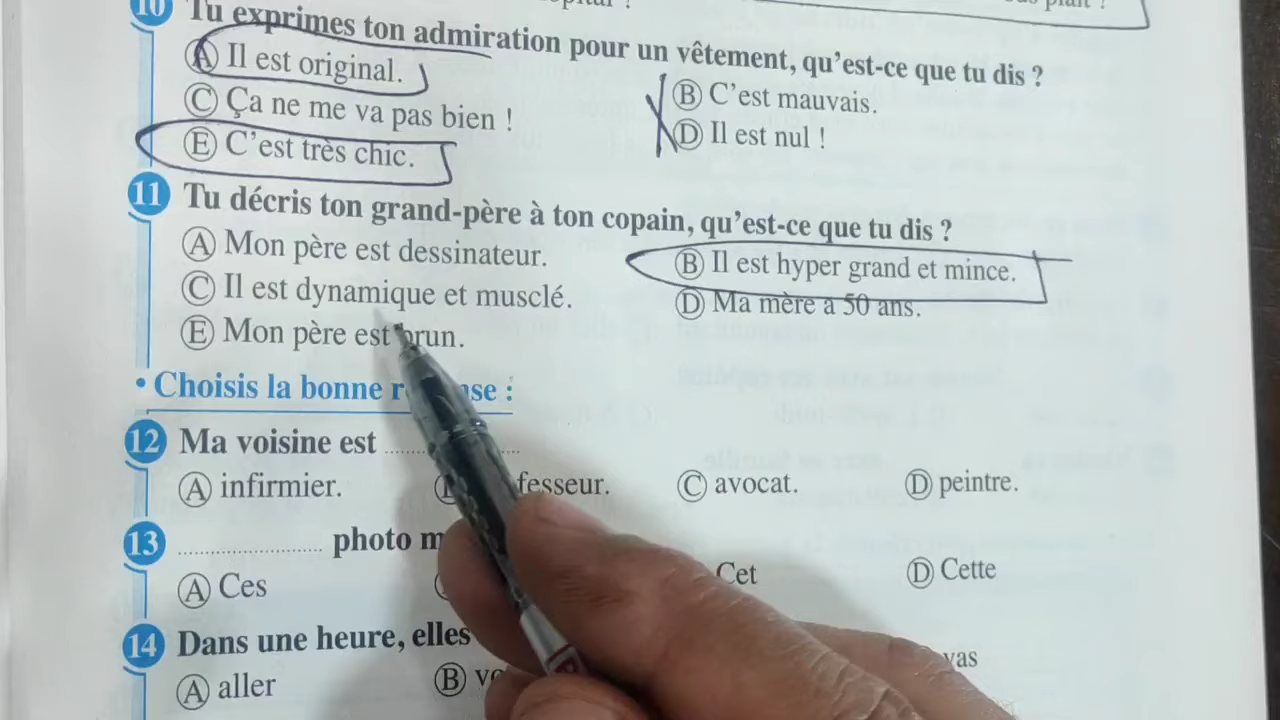 plaît !
10 Tu exprimes ton admiration pour un vêtement, qu'est-ce que tu dis ?
A Il est original.
B C'est mauvais.
C Ça ne me va pas bien !
D Il est nul !
E C'est très chic.
11 Tu décris ton grand-père à ton copain, qu'est-ce que tu dis ?
A Mon père est dessinateur.
B Il est hyper grand et mince.
C Il est dynamique et musclé.
D Ma mère a 50 ans.
E Mon père est brun.
• Choisis la bonne :
12 Ma voisine est ....................
A infirmier.
fesseur.
C avocat.
D peintre.
13 .................... photo
A Ces
Cet
D Cette
14 Dans une heure, elles
A aller
B
vas